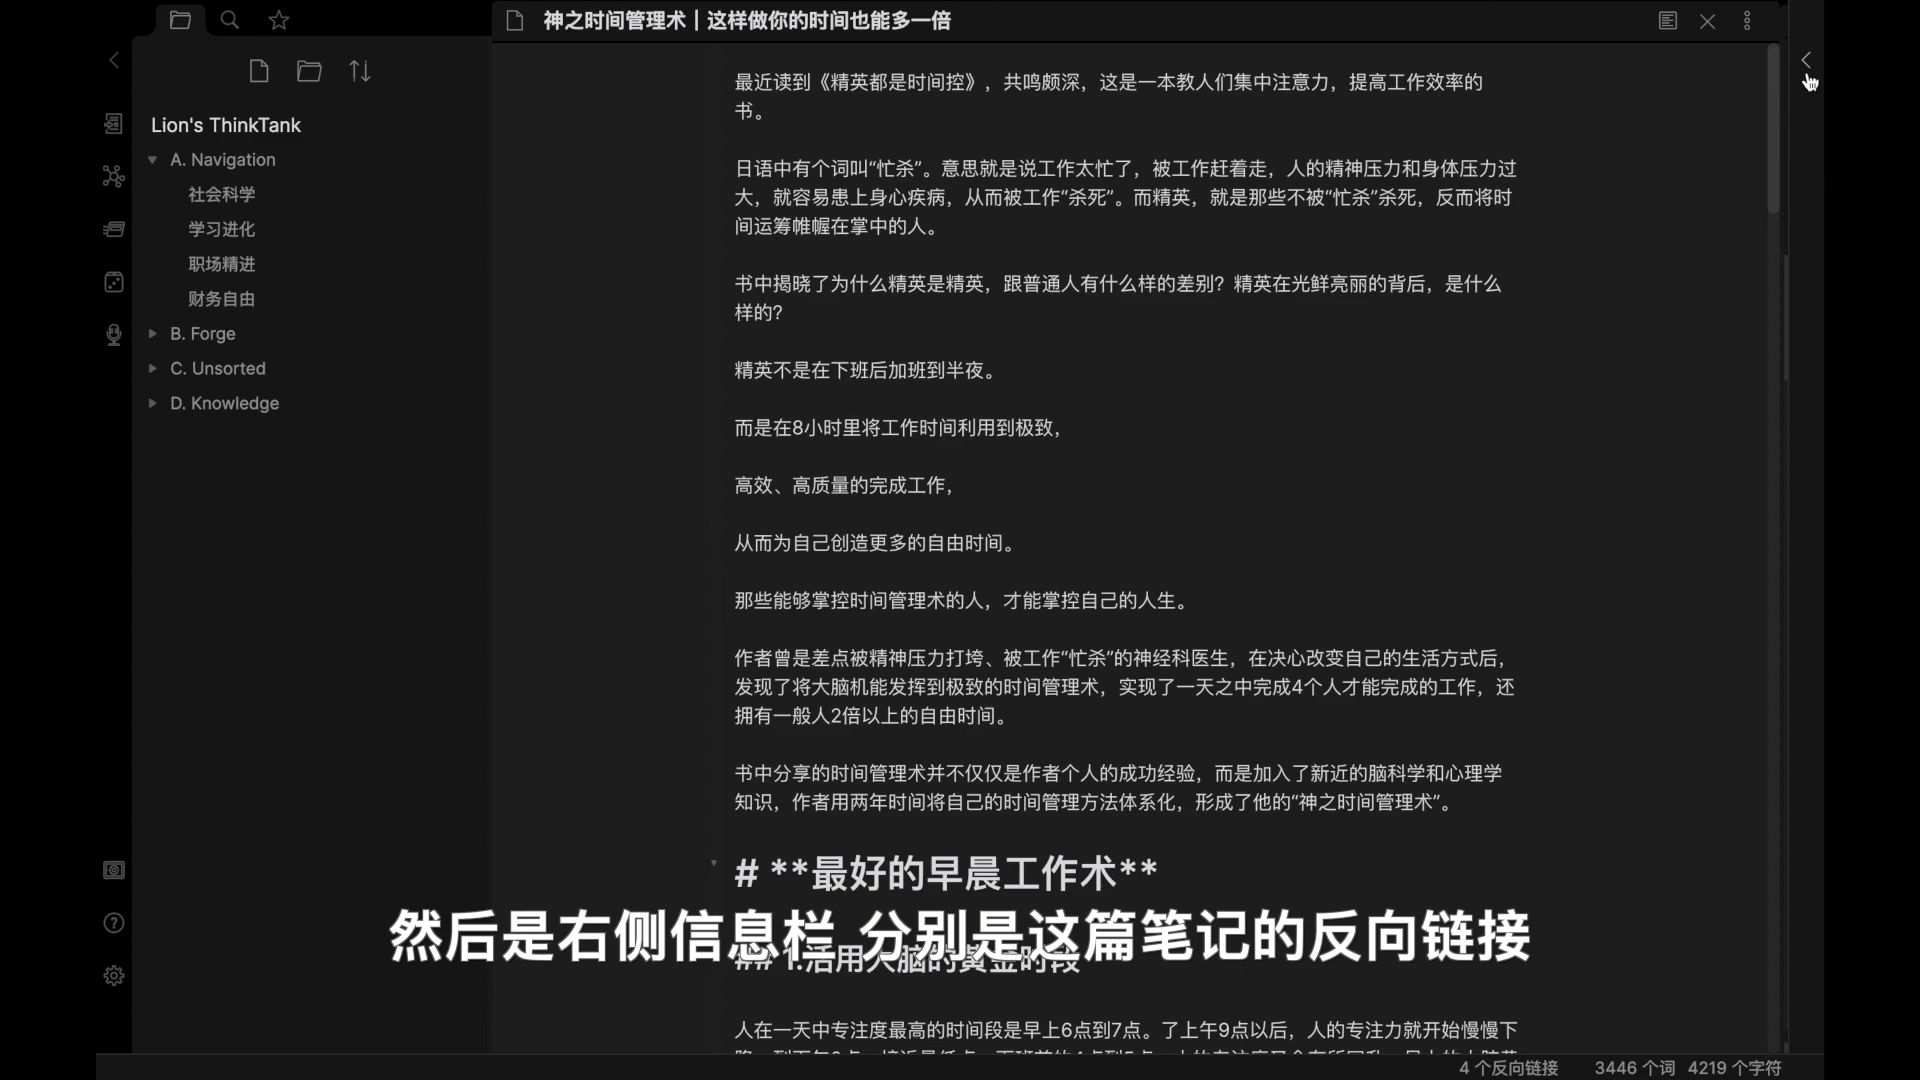 神之时间管理术｜这样做你的时间也能多一倍
Lion's ThinkTank
A. Navigation
社会科学
学习进化
职场精进
财务自由
B. Forge
C. Unsorted
D. Knowledge
最近读到《精英都是时间控》，共鸣颇深，这是一本教人们集中注意力，提高工作效率的
书。
日语中有个词叫“忙杀”。意思就是说工作太忙了，被工作赶着走，人的精神压力和身体压力过
大，就容易患上身心疾病，从而被工作“杀死”。而精英，就是那些不被“忙杀”杀死，反而将时
间运筹帷幄在掌中的人。
书中揭晓了为什么精英是精英，跟普通人有什么样的差别？精英在光鲜亮丽的背后，是什么
样的？
精英不是在下班后加班到半夜。
而是在8小时里将工作时间利用到极致，
高效、高质量的完成工作，
从而为自己创造更多的自由时间。
那些能够掌控时间管理术的人，才能掌控自己的人生。
作者曾是差点被精神压力打垮、被工作“忙杀”的神经科医生，在决心改变自己的生活方式后，
发现了将大脑机能发挥到极致的时间管理术，实现了一天之中完成4个人才能完成的工作，还
拥有一般人2倍以上的自由时间。
书中分享的时间管理术并不仅仅是作者个人的成功经验，而是加入了新近的脑科学和心理学
知识，作者用两年时间将自己的时间管理方法体系化，形成了他的“神之时间管理术”。
# **最好的早晨工作术**
然后是右侧信息栏 分别是这篇笔记的反向链接
## 1.活用大脑的黄金时段
人在一天中专注度最高的时间段是早上6点到7点。了上午9点以后，人的专注力就开始慢慢下
4 个反向链接 3446 个词 4219 个字符